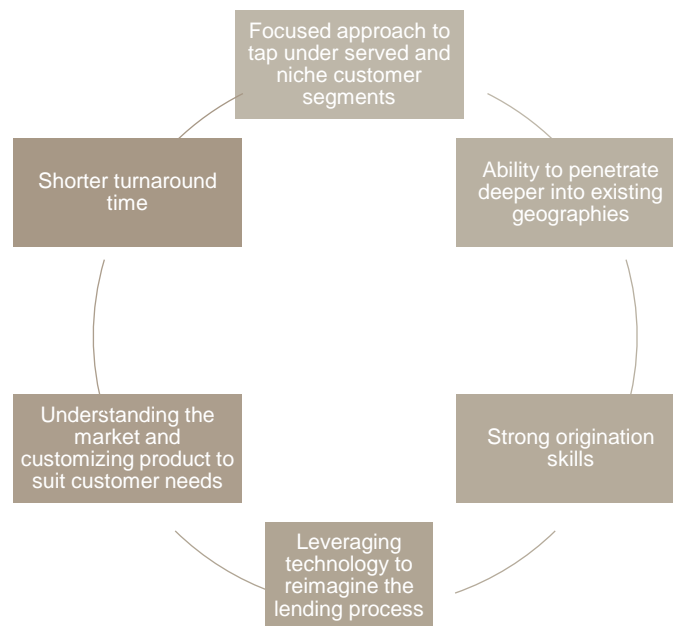 Focused approach to
tap under served and
niche customer
segments
Ability to penetrate
deeper into existing
geographies
Strong origination
skills
Leveraging
technology to
reimagine the
lending process
Understanding the
market and
customizing product to
suit customer needs
Shorter turnaround
time